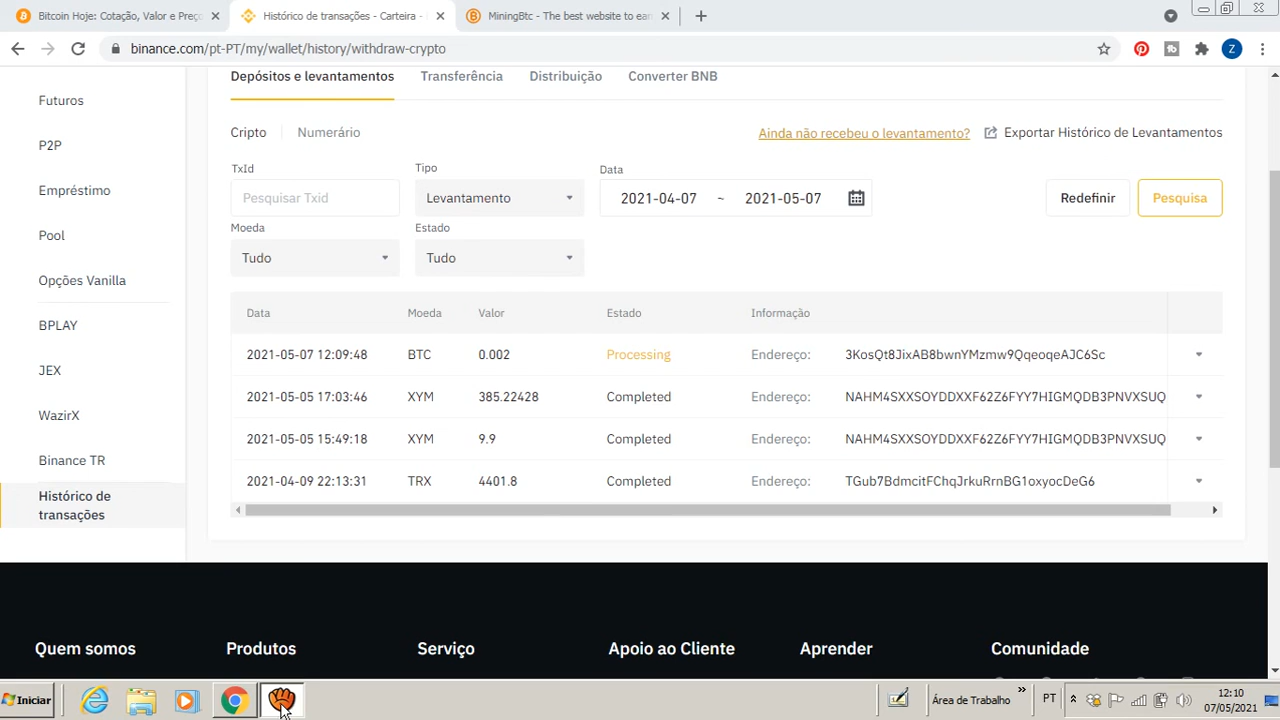 Bitcoin Hoje: Cotação, Valor e Preço
Histórico de transações - Carteira -
MiningBtc - The best website to ear
binance.com/pt-PT/my/wallet/history/withdraw-crypto
Z
Futuros
P2P
Empréstimo
Pool
Opções Vanilla
BPLAY
JEX
WazirX
Binance TR
Histórico de
transações
Depósitos e levantamentos Transferência Distribuição Converter BNB
Cripto Numerário Ainda não recebeu o levantamento? Exportar Histórico de Levantamentos
TxId Tipo Data
Pesquisar Txid Levantamento 2021-04-07 ~ 2021-05-07 Redefinir Pesquisa
Moeda Estado
Tudo Tudo
Data Moeda Valor Estado Informação
2021-05-07 12:09:48 BTC 0.002 Processing Endereço: 3KosQt8JixAB8bwnYMzmw9QqeoqeAJC6Sc
2021-05-05 17:03:46 XYM 385.22428 Completed Endereço: NAHM4SXXSOYDDXXF62Z6FYY7HIGMQDB3PNVXSUQ
2021-05-05 15:49:18 XYM 9.9 Completed Endereço: NAHM4SXXSOYDDXXF62Z6FYY7HIGMQDB3PNVXSUQ
2021-04-09 22:13:31 TRX 4401.8 Completed Endereço: TGub7BdmcitFChqJrkuRrnBG1oxyocDeG6
Quem somos Produtos Serviço Apoio ao Cliente Aprender Comunidade
Iniciar Área de Trabalho » PT 12:10
07/05/2021